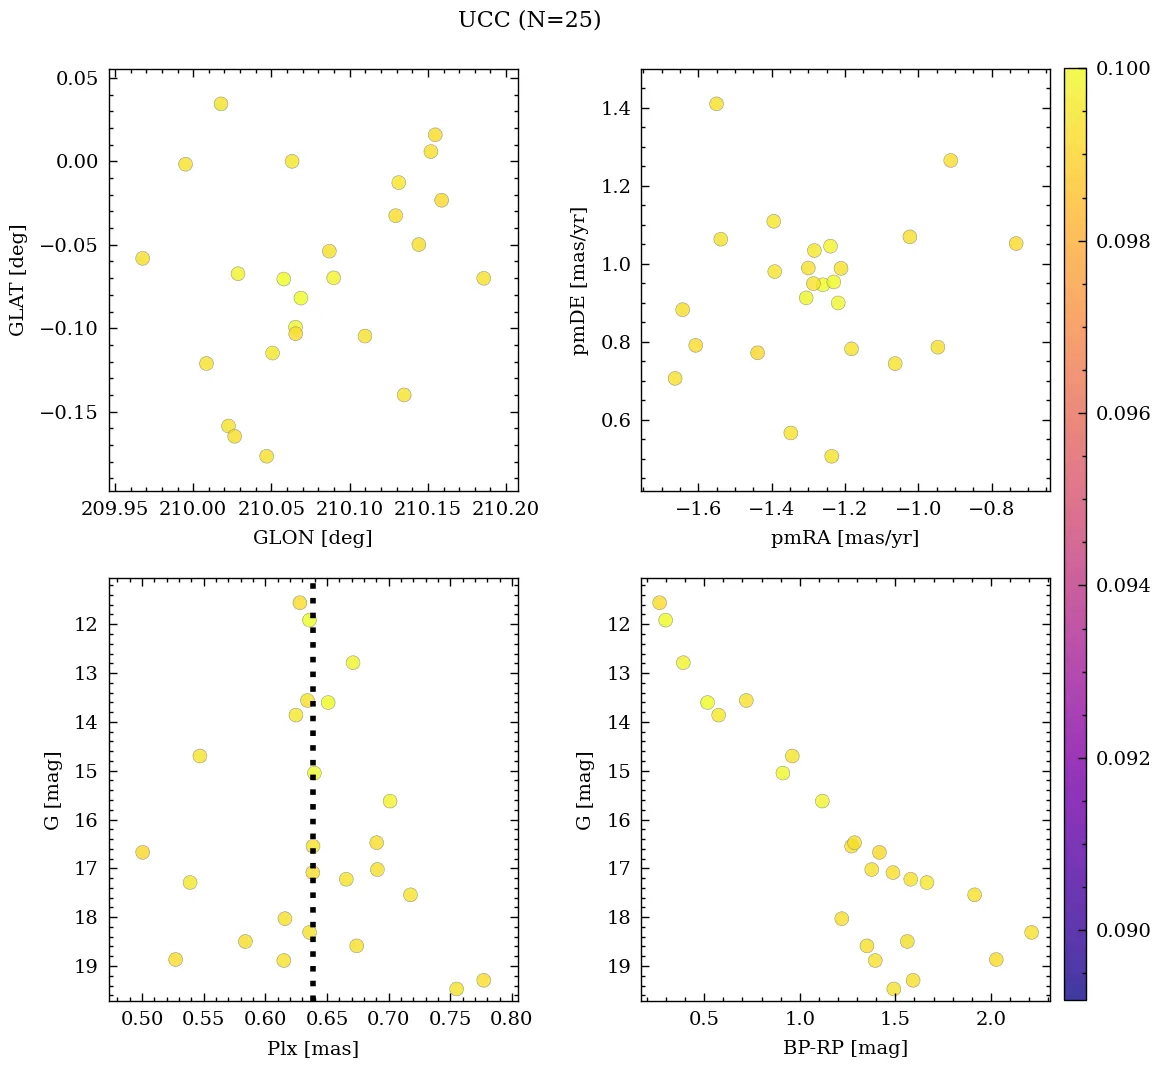 UCC (N=25)
0.05
0.00
−0.05
−0.10
−0.15
GLAT [deg]
209.95 210.00 210.05 210.10 210.15 210.20
GLON [deg]
1.4
1.2
1.0
0.8
0.6
pmDE [mas/yr]
−1.6 −1.4 −1.2 −1.0 −0.8
pmRA [mas/yr]
0.100
0.098
0.096
0.094
0.092
0.090
12
13
14
15
16
17
18
19
G [mag]
0.50 0.55 0.60 0.65 0.70 0.75 0.80
Plx [mas]
12
13
14
15
16
17
18
19
G [mag]
0.5 1.0 1.5 2.0
BP-RP [mag]